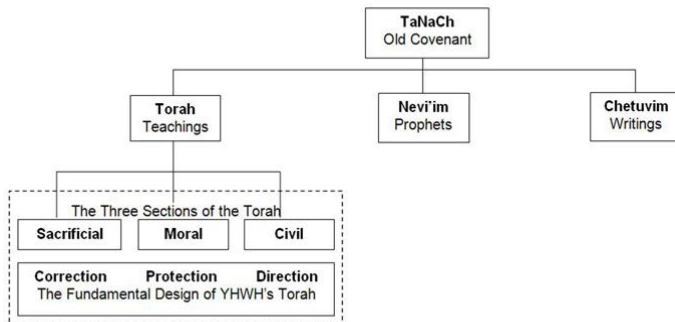 TaNaCh
Old Covenant
Torah
Teachings
Nevi'im
Prophets
Chetuvim
Writings
The Three Sections of the Torah
Sacrificial
Moral
Civil
Correction Protection Direction
The Fundamental Design of YHWH's Torah